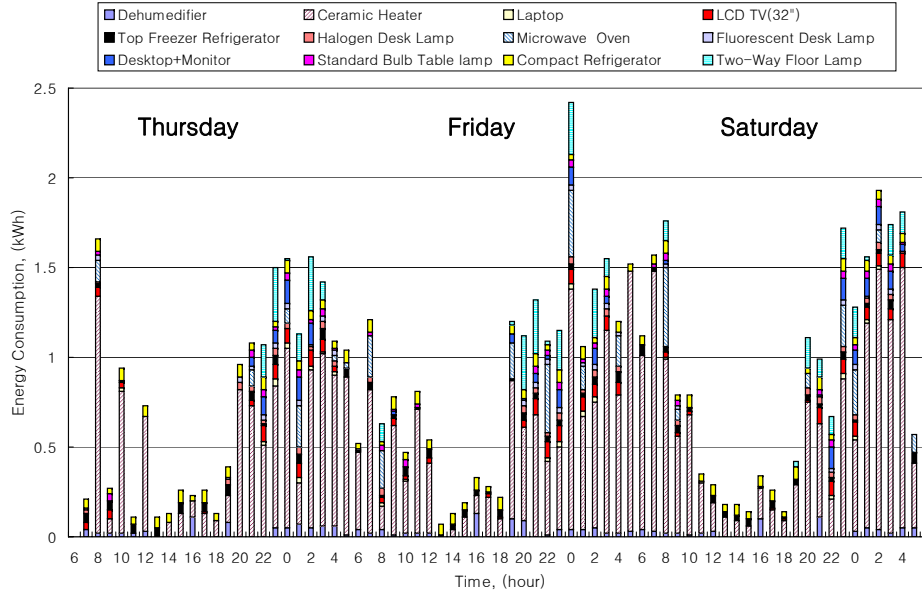 Dehumedifier Ceramic Heater Laptop LCD TV(32")
Top Freezer Refrigerator Halogen Desk Lamp Microwave Oven Fluorescent Desk Lamp
Desktop+Monitor Standard Bulb Table lamp Compact Refrigerator Two-Way Floor Lamp
2.5
Thursday Friday Saturday
2
1.5
1
0.5
0
Energy Consumption, (kWh)
6 8 10 12 14 16 18 20 22 0 2 4 6 8 10 12 14 16 18 20 22 0 2 4 6 8 10 12 14 16 18 20 22 0 2 4
Time, (hour)